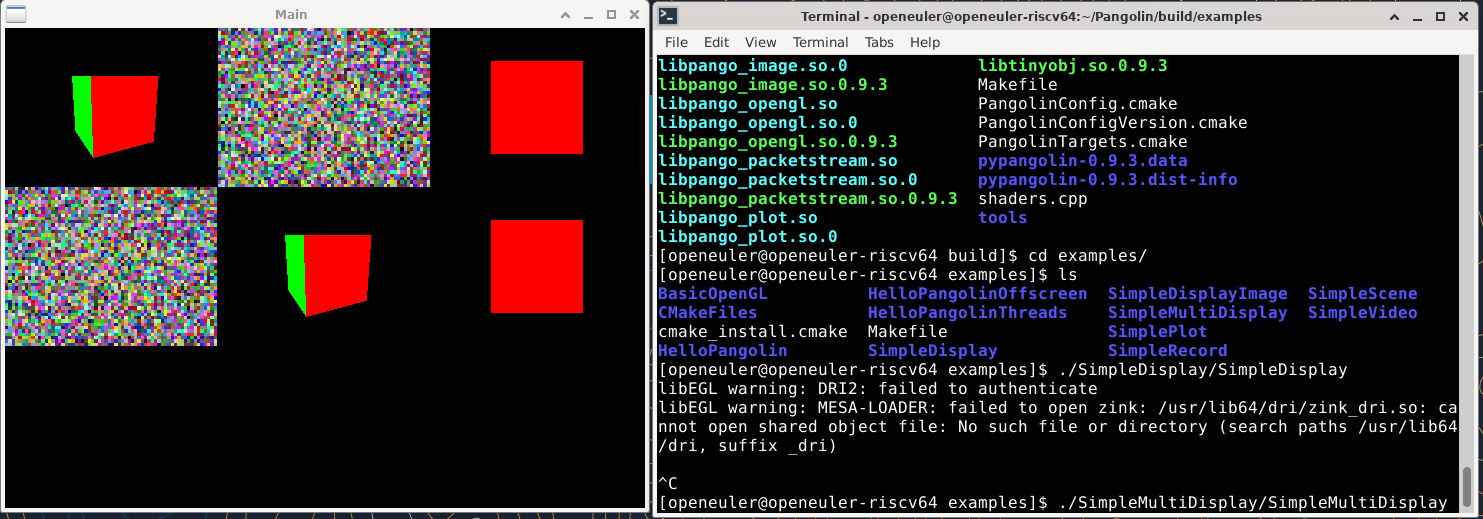 Main
Terminal - openeuler@openeuler-riscv64:~/Pangolin/build/examples
File Edit View Terminal Tabs Help
libpango_image.so.0 libtinyobj.so.0.9.3
libpango_image.so.0.9.3 Makefile
libpango_opengl.so PangolinConfig.cmake
libpango_opengl.so.0 PangolinConfigVersion.cmake
libpango_opengl.so.0.9.3 PangolinTargets.cmake
libpango_packetstream.so pypangolin-0.9.3.data
libpango_packetstream.so.0 pypangolin-0.9.3.dist-info
libpango_packetstream.so.0.9.3 shaders.cpp
libpango_plot.so tools
libpango_plot.so.0
[openeuler@openeuler-riscv64 build]$ cd examples/
[openeuler@openeuler-riscv64 examples]$ ls
BasicOpenGL HelloPangolinOffscreen SimpleDisplayImage SimpleScene
CMakeFiles HelloPangolinThreads SimpleMultiDisplay SimpleVideo
cmake_install.cmake Makefile SimplePlot
HelloPangolin SimpleDisplay SimpleRecord
[openeuler@openeuler-riscv64 examples]$ ./SimpleDisplay/SimpleDisplay
libEGL warning: DRI2: failed to authenticate
libEGL warning: MESA-LOADER: failed to open zink: /usr/lib64/dri/zink_dri.so: ca
nnot open shared object file: No such file or directory (search paths /usr/lib64
/dri, suffix _dri)
^C
[openeuler@openeuler-riscv64 examples]$ ./SimpleMultiDisplay/SimpleMultiDisplay